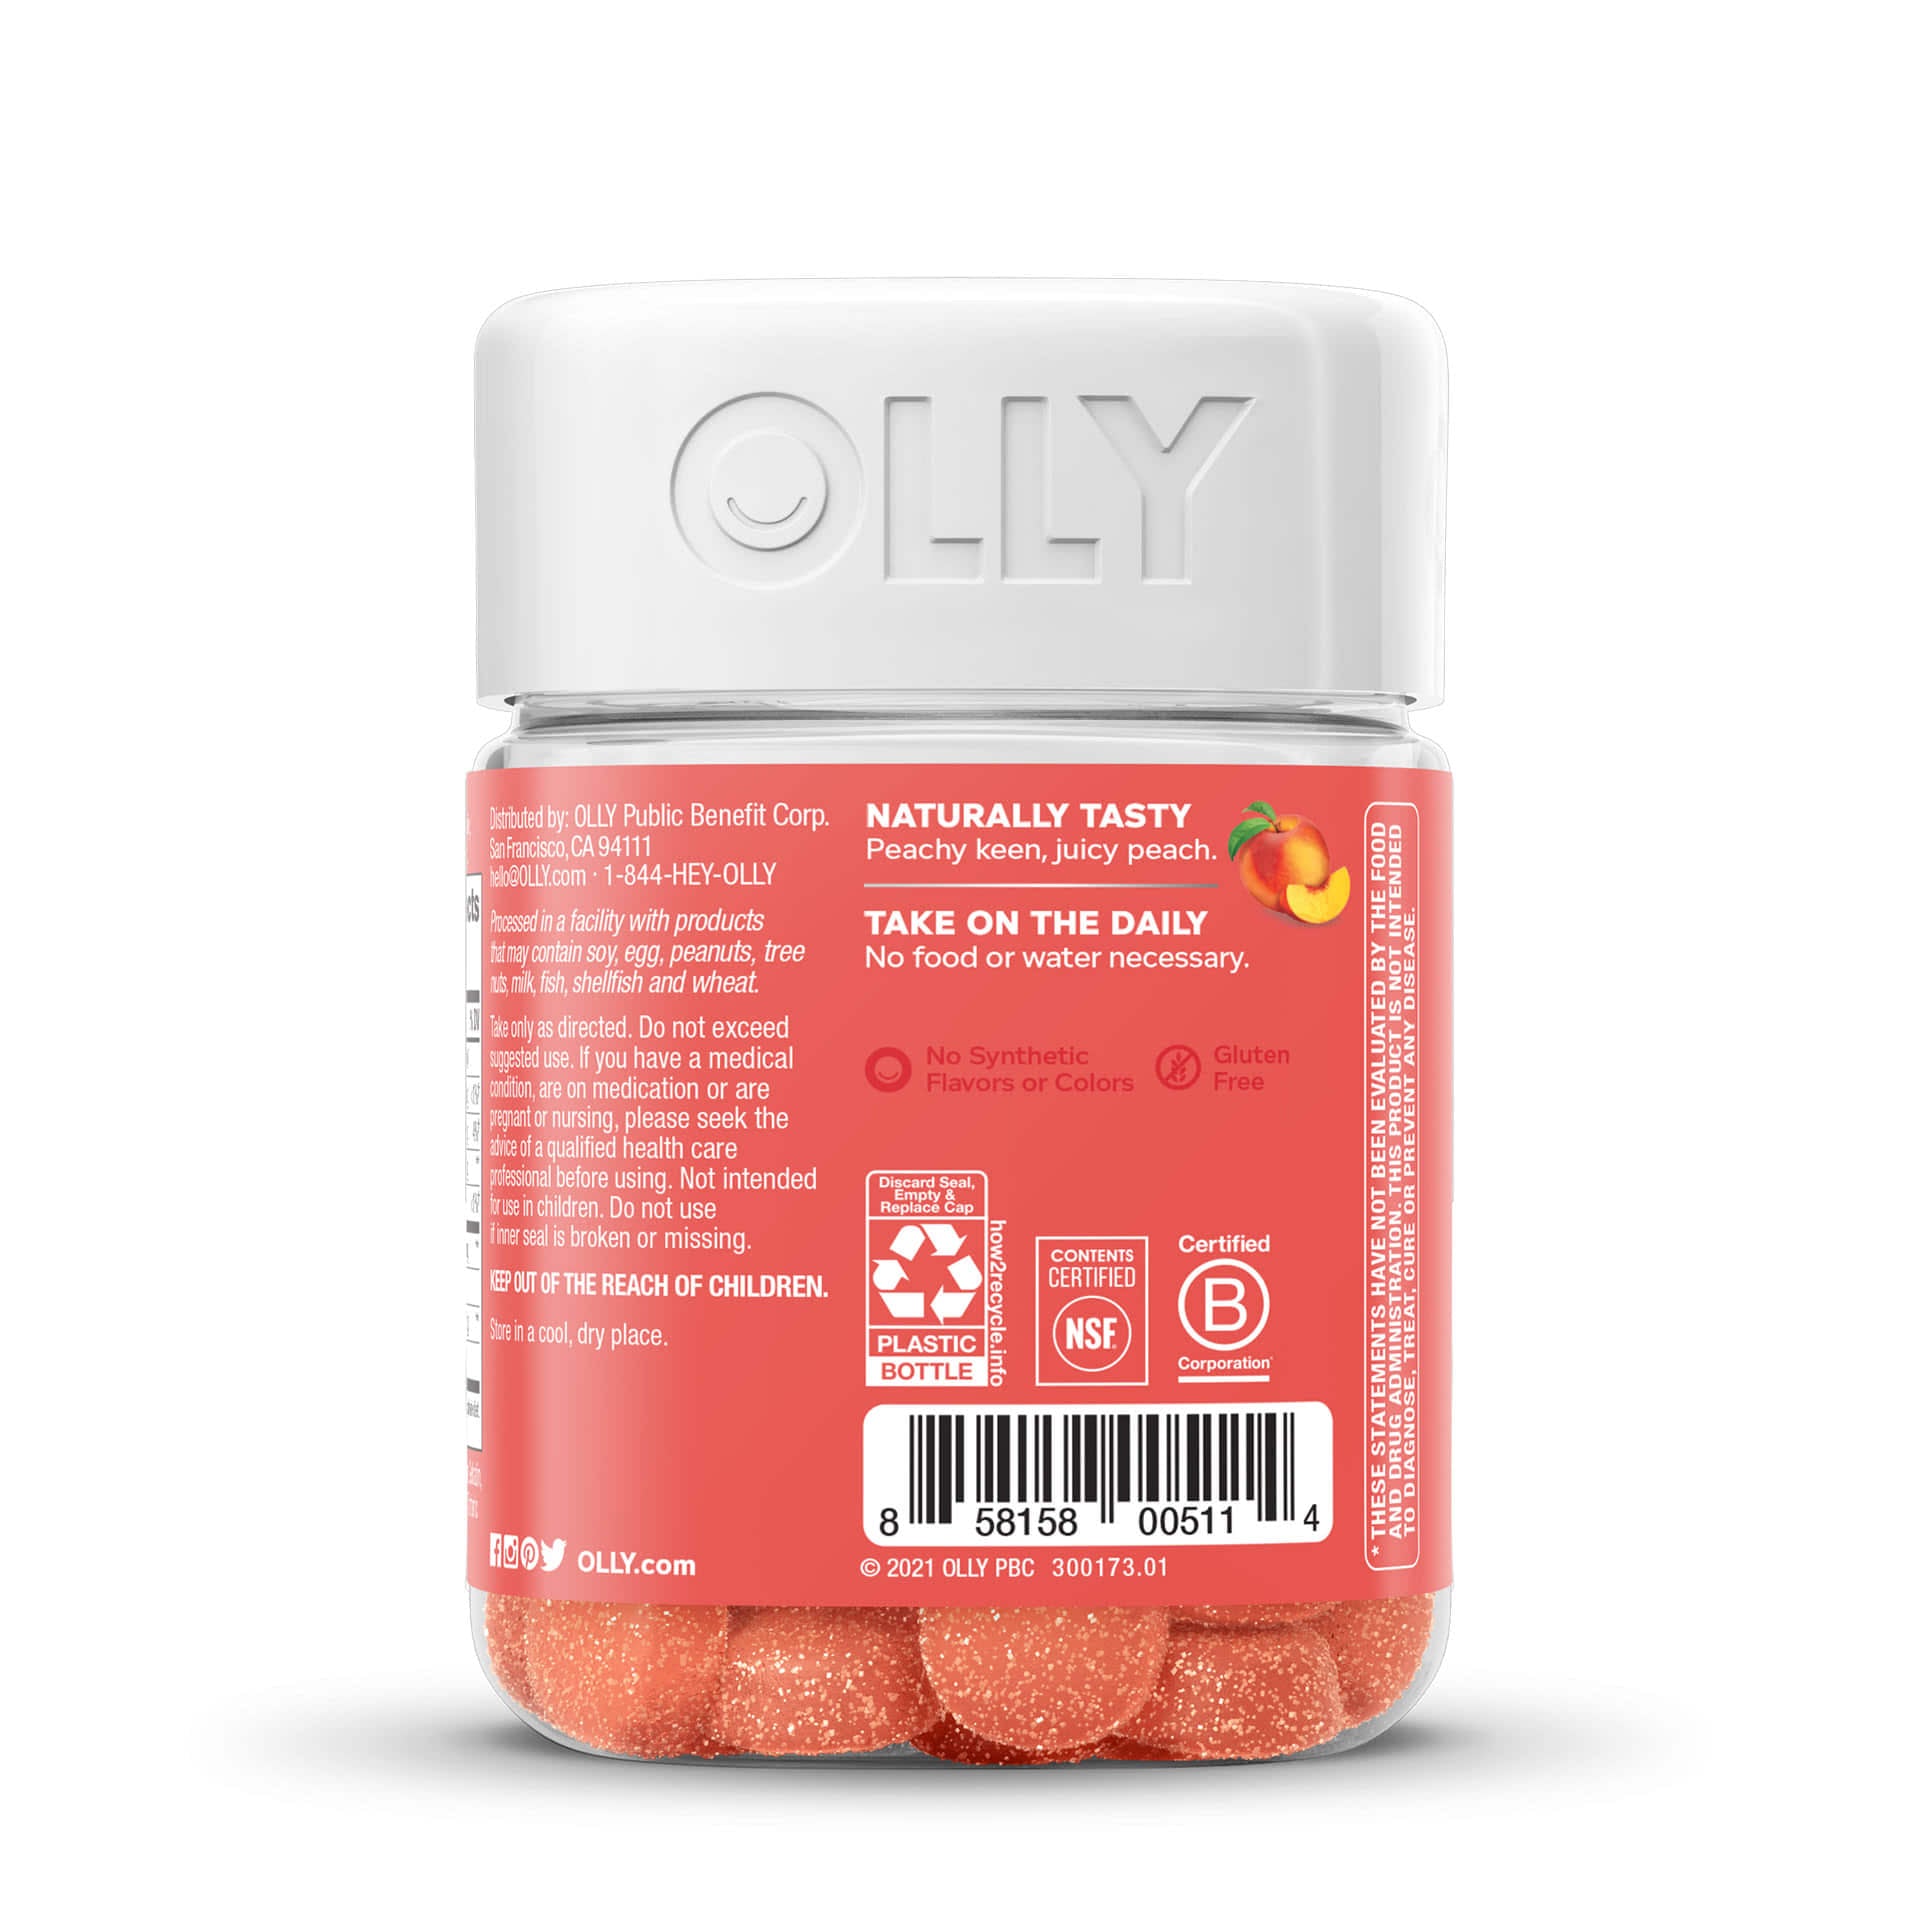 OLLY
Distributed by: OLLY Public Benefit Corp.
San Francisco, CA 94111
hello@OLLY.com · 1-844-HEY-OLLY
Processed in a facility with products
that may contain soy, egg, peanuts, tree
nuts, milk, fish, shellfish and wheat.
Take only as directed. Do not exceed
suggested use. If you have a medical
condition, are on medication or are
pregnant or nursing, please seek the
advice of a qualified health care
professional before using. Not intended
for use in children. Do not use
if inner seal is broken or missing.
KEEP OUT OF THE REACH OF CHILDREN.
Store in a cool, dry place.
OLLY.com
NATURALLY TASTY
Peachy keen, juicy peach.
TAKE ON THE DAILY
No food or water necessary.
No Synthetic
Flavors or Colors
Gluten
Free
Discard Seal,
Empty &
Replace Cap
PLASTIC
BOTTLE
how2recycle.info
CONTENTS
CERTIFIED
NSF
Certified
B
Corporation
8 58158 00511 4
© 2021 OLLY PBC 300173.01
* THESE STATEMENTS HAVE NOT BEEN EVALUATED BY THE FOOD
AND DRUG ADMINISTRATION. THIS PRODUCT IS NOT INTENDED
TO DIAGNOSE, TREAT, CURE OR PREVENT ANY DISEASE.